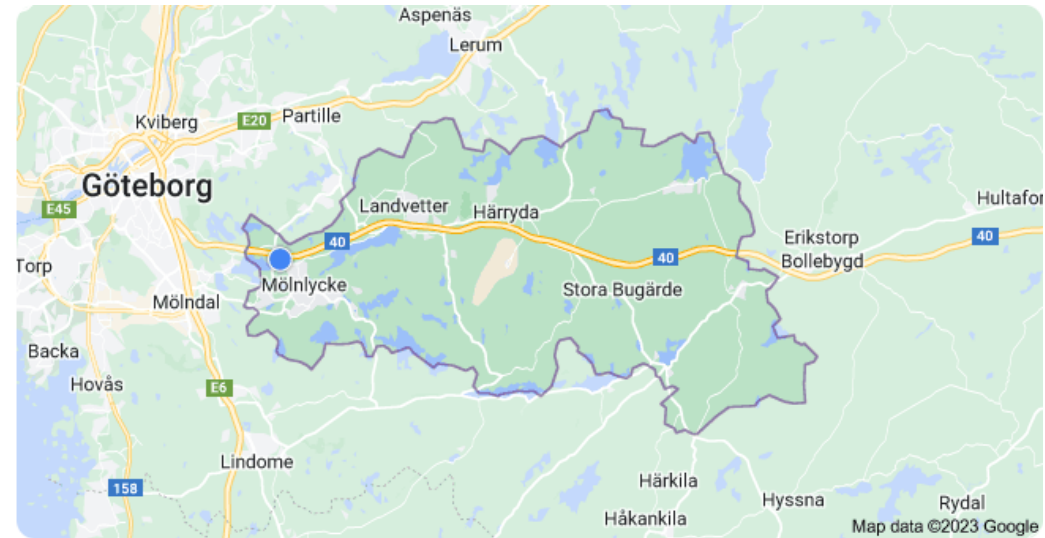 Aspenäs
Lerum
Kviberg
E20
Partille
Göteborg
E45
Landvetter
Härryda
Hultafor
40
Erikstorp
Bollebygd
40
40
Torp
Mölnlycke
Stora Bugärde
Mölndal
Backa
Hovås
E6
Lindome
158
Härkila
Hyssna
Rydal
Håkankila
Map data ©2023 Google